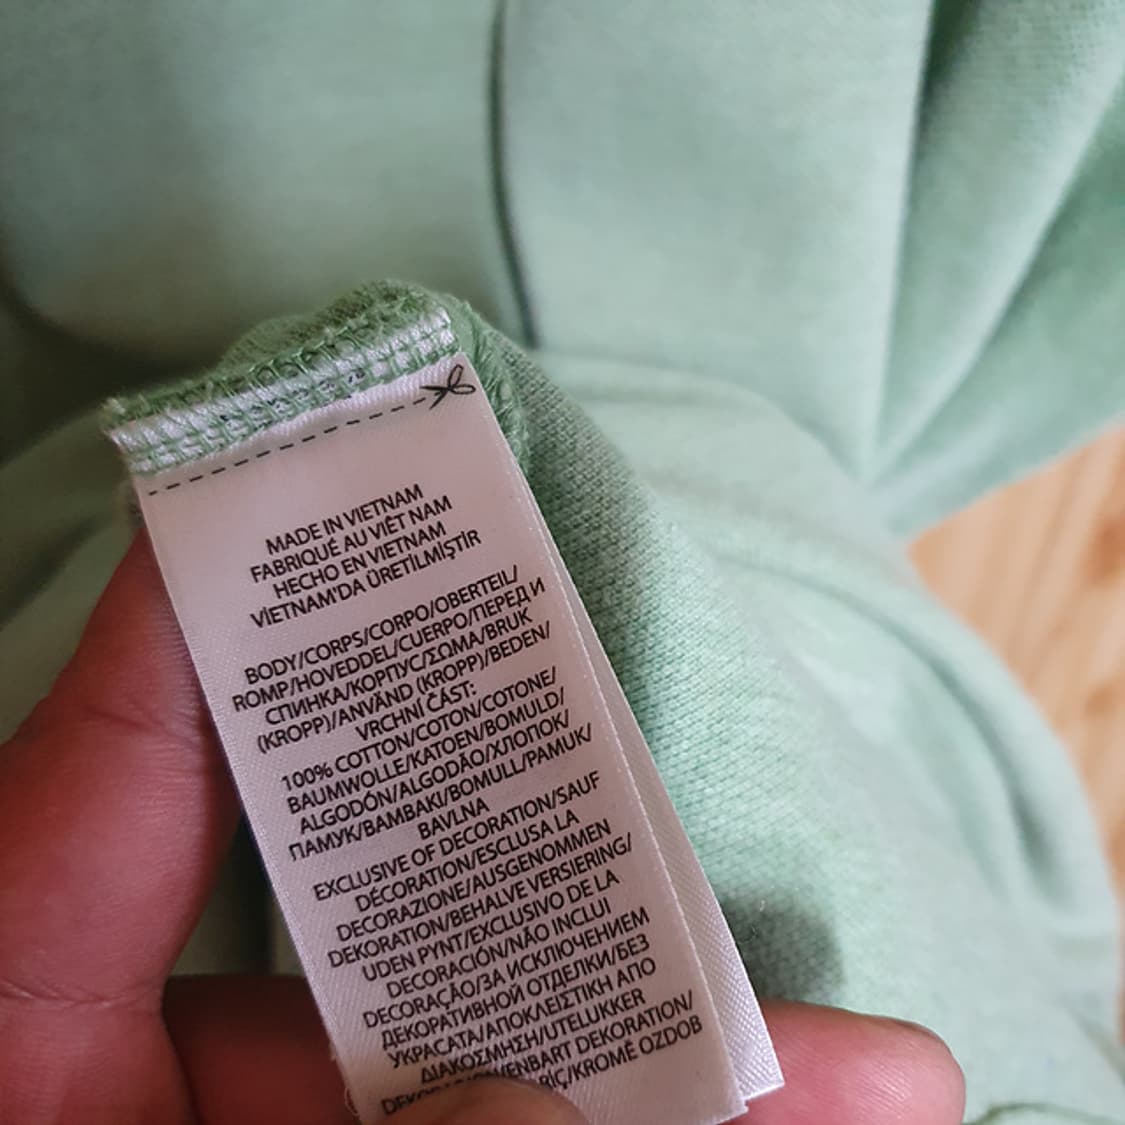 MADE IN VIETNAM
FABRIQUÉ AU VIÊT NAM
HECHO EN VIETNAM
VİETNAM'DA ÜRETİLMİŞTİR
BODY/CORPS/CORPO/OBERTEIL/
ROMP/HOVEDDEL/CUERPO/ПЕРЕД И
СПИНКА/КОРПУС/ΣΩΜΑ/BRUK
(KROPP)/ANVÄND (KROPP)/BEDEN/
VRCHNÍ ČÁST:
100% COTTON/COTON/COTONE/
BAUMWOLLE/KATOEN/BOMULD/
ALGODÓN/ALGODÃO/ХЛОПОК/
ПАМУК/ΒΑΜΒΑΚΙ/BOMULL/PAMUK/
BAVLNA
EXCLUSIVE OF DECORATION/SAUF
DÉCORATION/ESCLUSA LA
DECORAZIONE/AUSGENOMMEN
DEKORATION/BEHALVE VERSIERING/
UDEN PYNT/EXCLUSIVO DE LA
DECORACIÓN/NÃO INCLUI
DECORAÇÃO/ЗА ИСКЛЮЧЕНИЕМ
ДЕКОРАТИВНОЙ ОТДЕЛКИ/БЕЗ
УКРАСАТА/ΑΠΟΚΛΕΙΣΤΙΚΗ ΑΠΟ
ΔΙΑΚΟΣΜΗΣΗ/UTELUKKER
DEKORATION/
/KROMĚ OZDOB